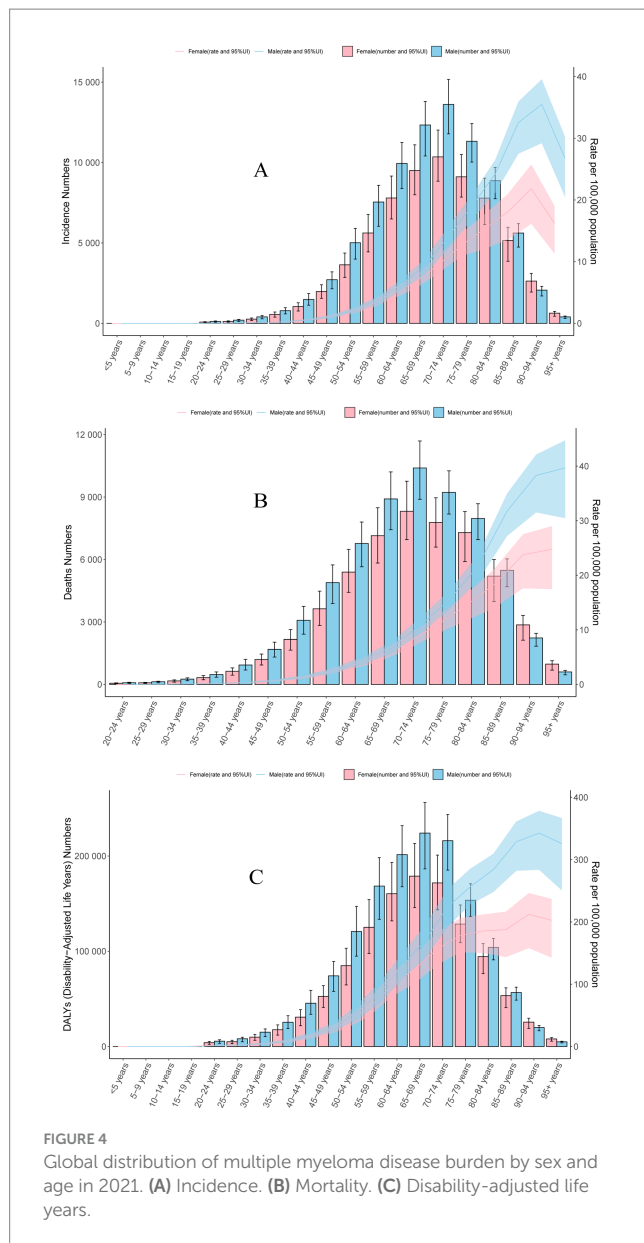 Female(rate and 95%UI) Male(rate and 95%UI) Female(number and 95%UI) Male(number and 95%UI)
15 000
10 000
5 000
0
Incidence Numbers
A
40
30
20
10
0
Rate per 100,000 population
<5 years
5−9 years
10−14 years
15−19 years
20−24 years
25−29 years
30−34 years
35−39 years
40−44 years
45−49 years
50−54 years
55−59 years
60−64 years
65−69 years
70−74 years
75−79 years
80−84 years
85−89 years
90−94 years
95+ years
Female(rate and 95%UI) Male(rate and 95%UI) Female(number and 95%UI) Male(number and 95%UI)
12 000
9 000
6 000
3 000
0
Deaths Numbers
B
40
30
20
10
0
Rate per 100,000 population
20−24 years
25−29 years
30−34 years
35−39 years
40−44 years
45−49 years
50−54 years
55−59 years
60−64 years
65−69 years
70−74 years
75−79 years
80−84 years
85−89 years
90−94 years
95+ years
Female(rate and 95%UI) Male(rate and 95%UI) Female(number and 95%UI) Male(number and 95%UI)
200 000
100 000
0
DALYs (Disability−Adjusted Life Years) Numbers
C
400
300
200
100
0
Rate per 100,000 population
<5 years
5−9 years
10−14 years
15−19 years
20−24 years
25−29 years
30−34 years
35−39 years
40−44 years
45−49 years
50−54 years
55−59 years
60−64 years
65−69 years
70−74 years
75−79 years
80−84 years
85−89 years
90−94 years
95+ years
FIGURE 4
Global distribution of multiple myeloma disease burden by sex and
age in 2021. (A) Incidence. (B) Mortality. (C) Disability-adjusted life
years.